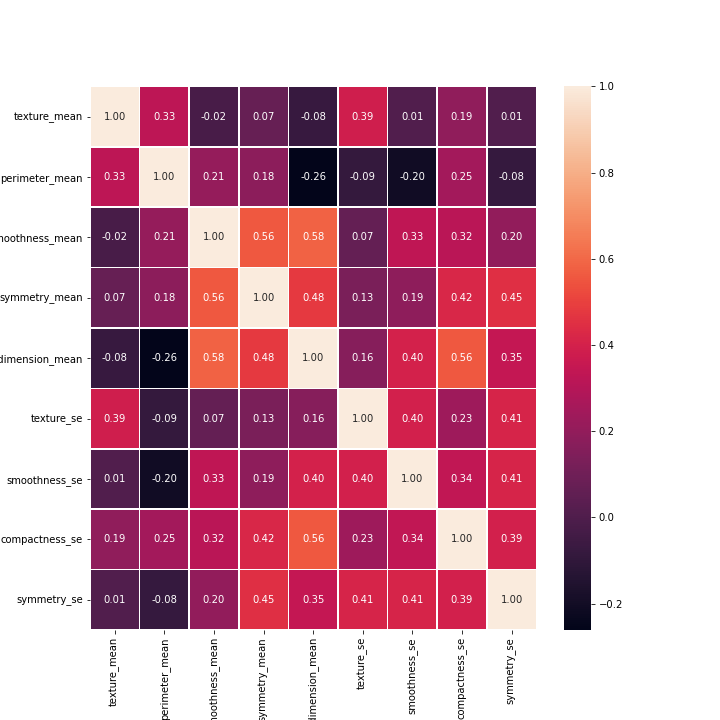 1.0
texture_mean 1.00 0.33 -0.02 0.07 -0.08 0.39 0.01 0.19 0.01
0.8
perimeter_mean 0.33 1.00 0.21 0.18 -0.26 -0.09 -0.20 0.25 -0.08
moothness_mean -0.02 0.21 1.00 0.56 0.58 0.07 0.33 0.32 0.20
0.6
symmetry_mean 0.07 0.18 0.56 1.00 0.48 0.13 0.19 0.42 0.45
0.4
dimension_mean -0.08 -0.26 0.58 0.48 1.00 0.16 0.40 0.56 0.35
texture_se 0.39 -0.09 0.07 0.13 0.16 1.00 0.40 0.23 0.41
0.2
smoothness_se 0.01 -0.20 0.33 0.19 0.40 0.40 1.00 0.34 0.41
0.0
compactness_se 0.19 0.25 0.32 0.42 0.56 0.23 0.34 1.00 0.39
symmetry_se 0.01 -0.08 0.20 0.45 0.35 0.41 0.41 0.39 1.00
−0.2
texture_mean
perimeter_mean
oothness_mean
symmetry_mean
dimension_mean
texture_se
smoothness_se
compactness_se
symmetry_se